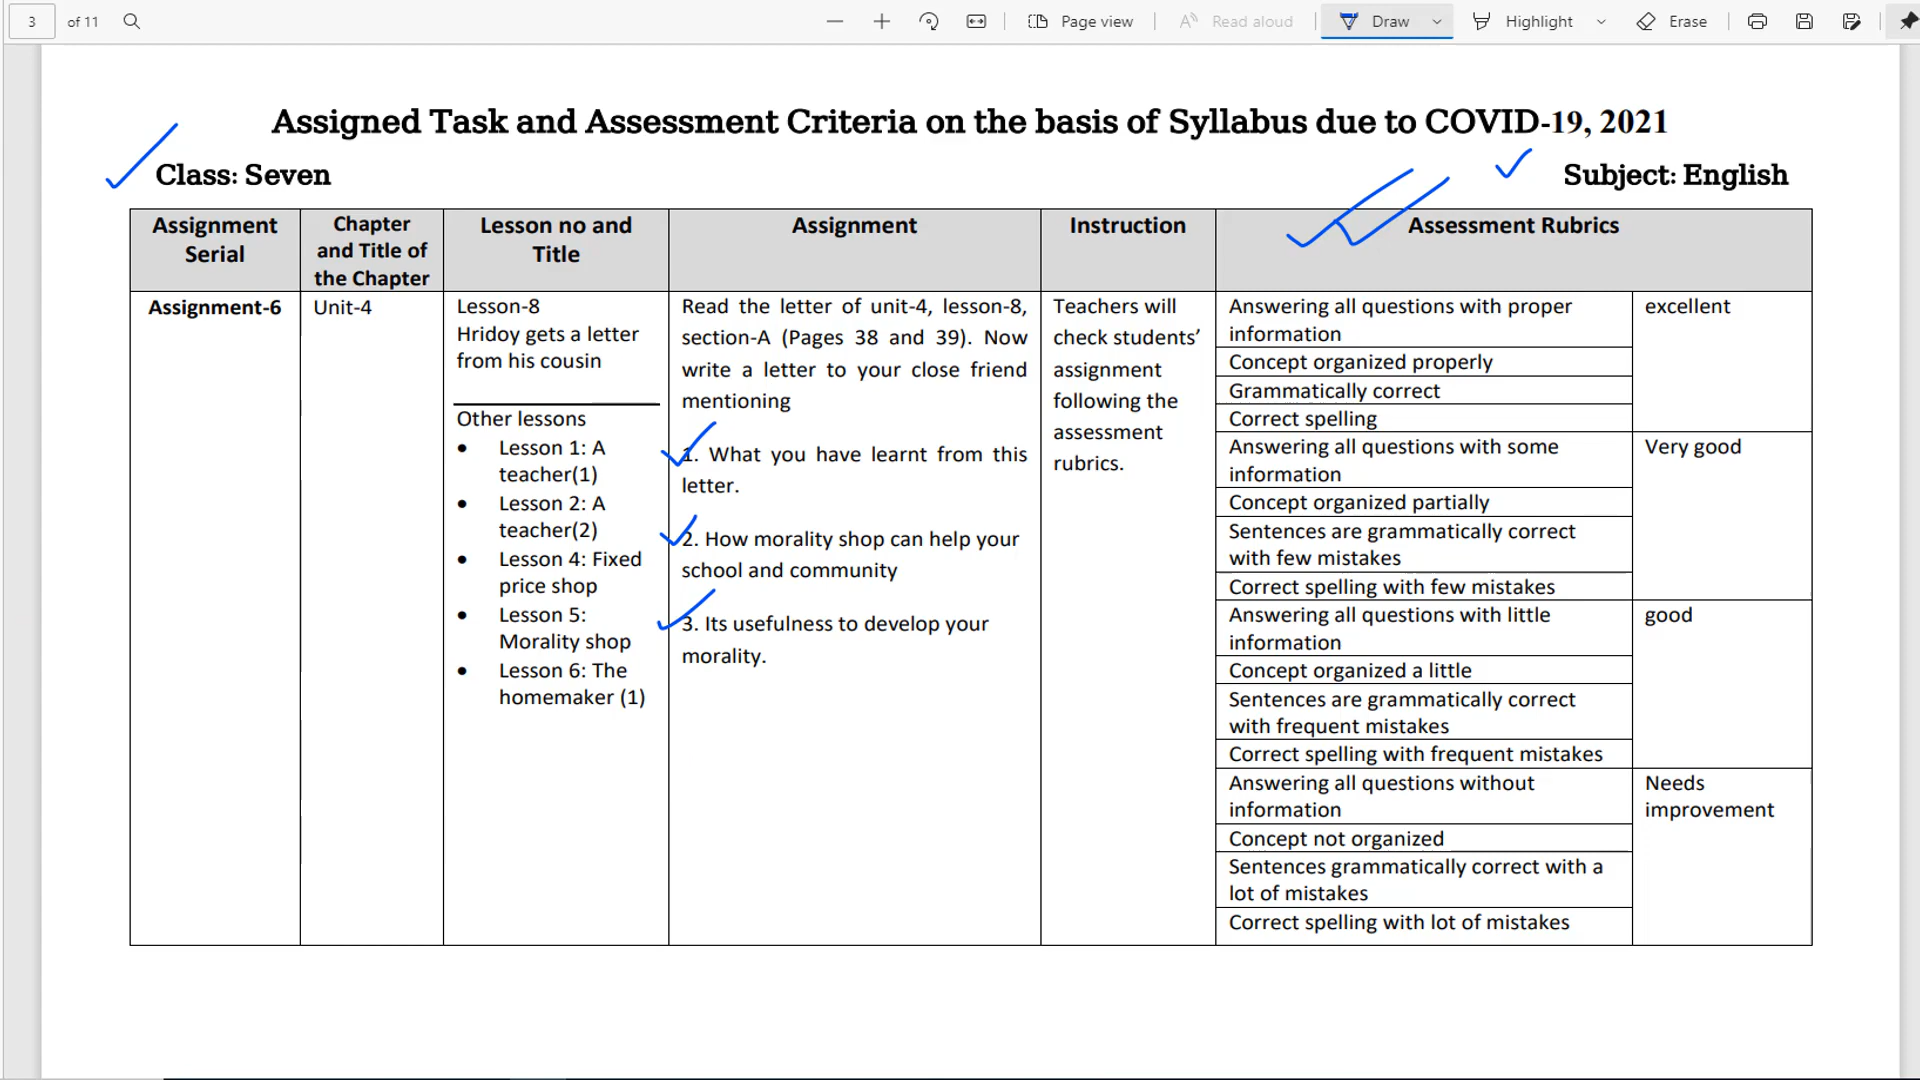 3 of 11 Page view Read aloud Draw Highlight Erase
Assigned Task and Assessment Criteria on the basis of Syllabus due to COVID-19, 2021
Class: Seven
Subject: English
Assignment
Serial
Chapter
and Title of
the Chapter
Lesson no and
Title
Assignment
Instruction
Assessment Rubrics
Assignment-6
Unit-4
Lesson-8
Hridoy gets a letter
from his cousin
Other lessons
• Lesson 1: A
teacher(1)
• Lesson 2: A
teacher(2)
• Lesson 4: Fixed
price shop
• Lesson 5:
Morality shop
• Lesson 6: The
homemaker (1)
Read the letter of unit-4, lesson-8,
section-A (Pages 38 and 39). Now
write a letter to your close friend
mentioning
1. What you have learnt from this
letter.
2. How morality shop can help your
school and community
3. Its usefulness to develop your
morality.
Teachers will
check students’
assignment
following the
assessment
rubrics.
Answering all questions with proper
information
Concept organized properly
Grammatically correct
Correct spelling
excellent
Answering all questions with some
information
Concept organized partially
Sentences are grammatically correct
with few mistakes
Correct spelling with few mistakes
Very good
Answering all questions with little
information
Concept organized a little
Sentences are grammatically correct
with frequent mistakes
Correct spelling with frequent mistakes
good
Answering all questions without
information
Concept not organized
Sentences grammatically correct with a
lot of mistakes
Correct spelling with lot of mistakes
Needs
improvement